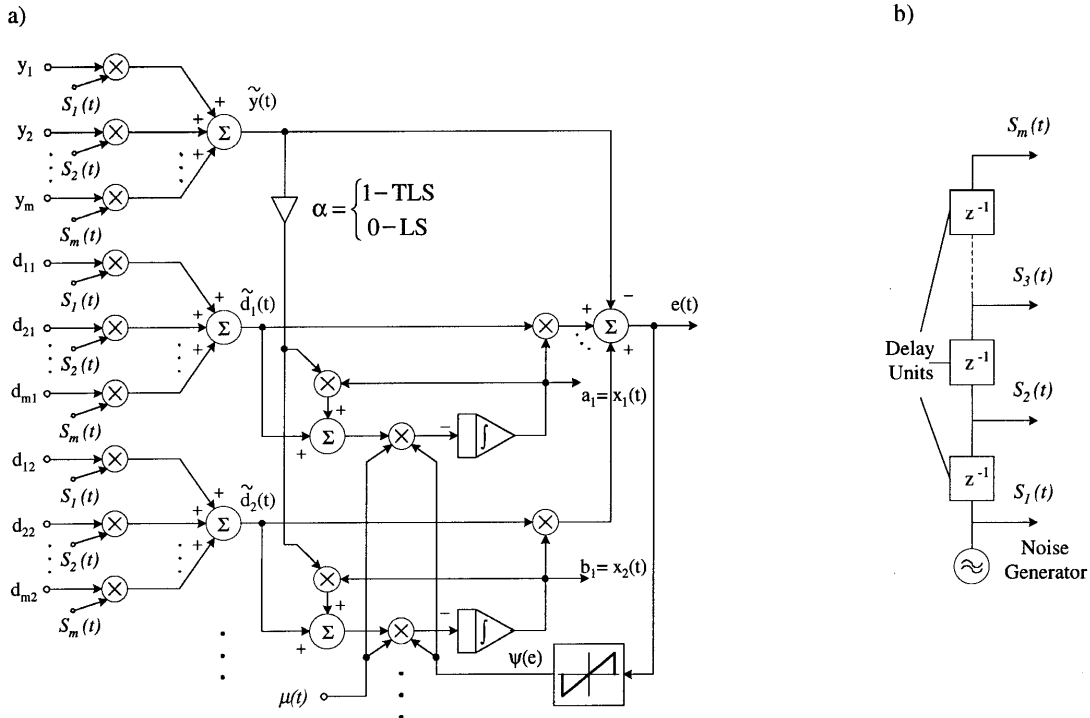 a)
b)
y₁
S₁(t)
y₂
S₂(t)
yₘ
Sₘ(t)
+
+
+
Σ
ỹ(t)
α = { 1 − TLS
0 − LS
d₁₁
S₁(t)
d₂₁
S₂(t)
dₘ₁
Sₘ(t)
+
+
+
Σ
d̃₁(t)
+
−
+
Σ
e(t)
a₁ = x₁(t)
+
+
Σ
−
∫
d₁₂
S₁(t)
d₂₂
S₂(t)
dₘ₂
Sₘ(t)
+
+
+
Σ
d̃₂(t)
b₁ = x₂(t)
+
+
Σ
−
∫
ψ(e)
μ(t)
Sₘ(t)
z⁻¹
S₃(t)
Delay
Units
z⁻¹
S₂(t)
z⁻¹
S₁(t)
Noise
Generator